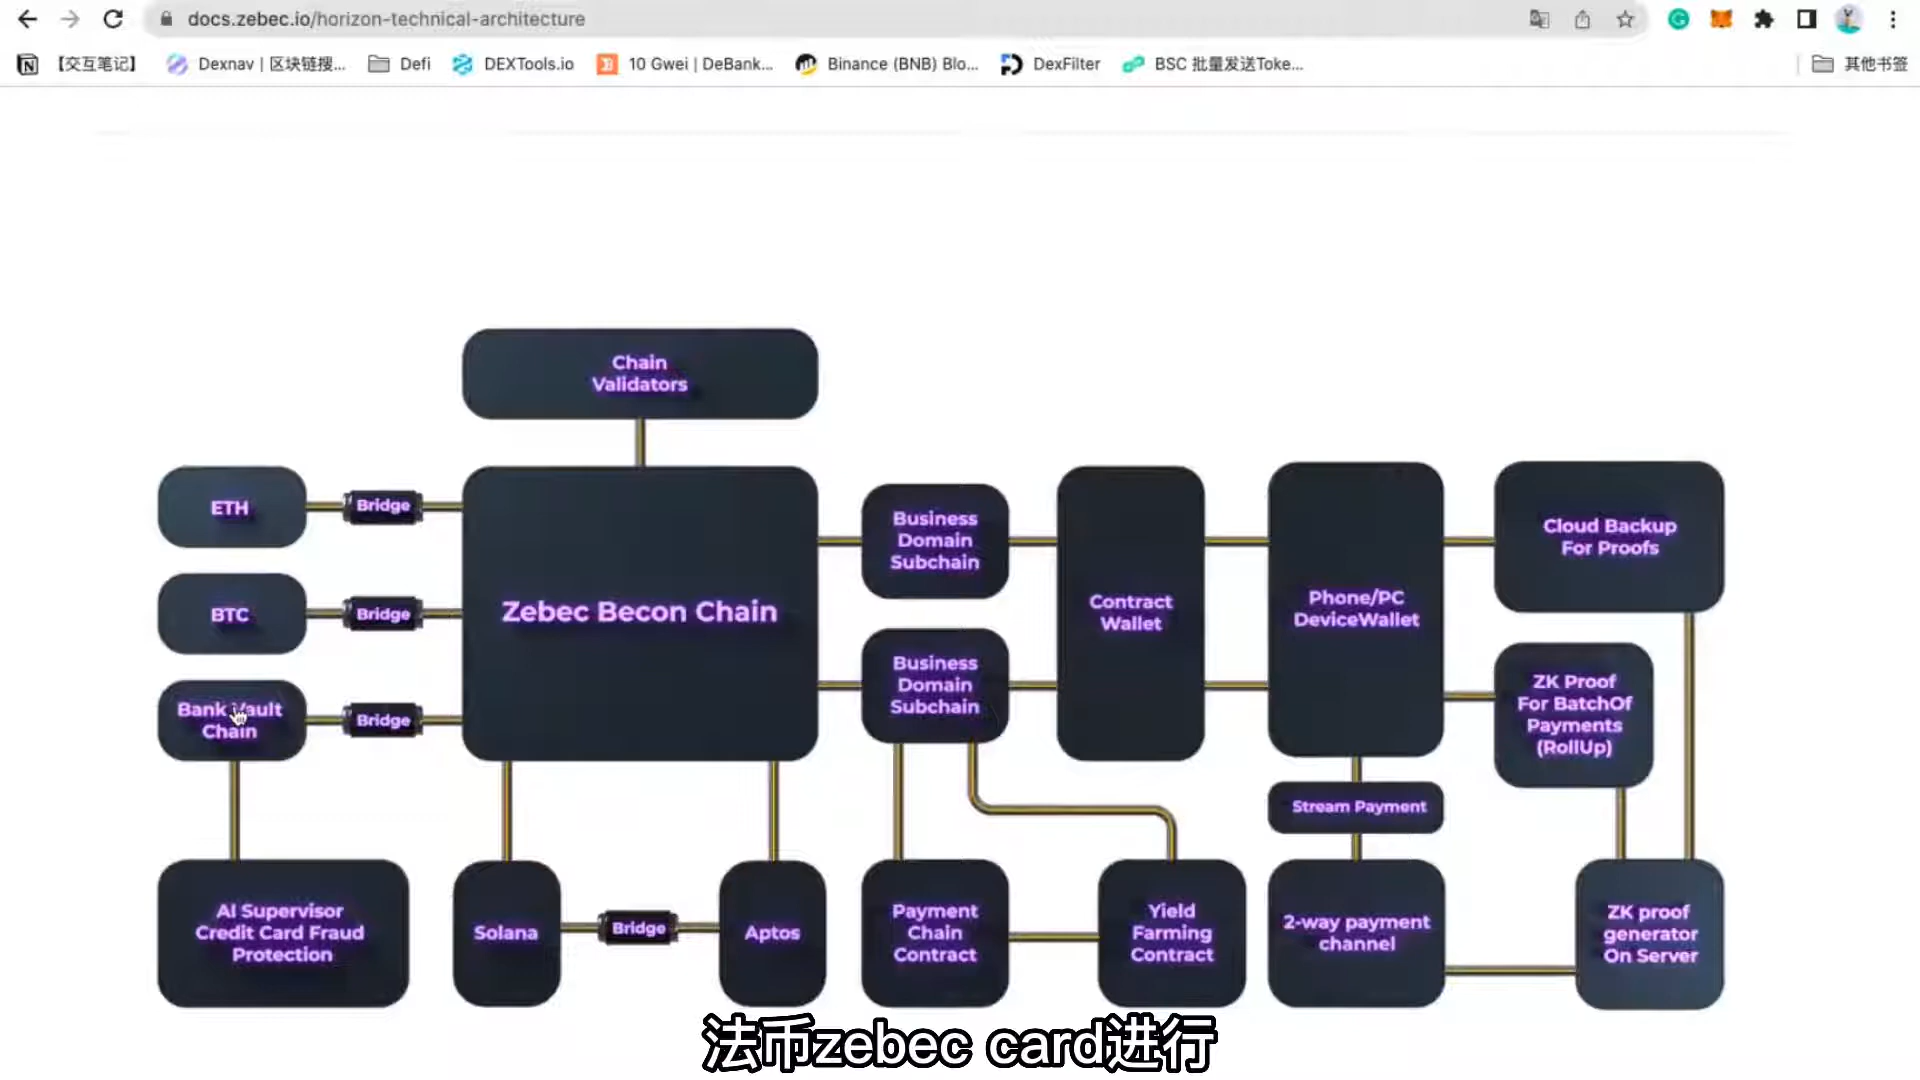 docs.zebec.io/horizon-technical-architecture
【交互笔记】 Dexnav | 区块链搜... Defi DEXTools.io 10 Gwei | DeBank... Binance (BNB) Blo... DexFilter BSC 批量发送Toke... 其他书签
Chain
Validators
ETH
Bridge
BTC
Bridge
Bank Vault
Chain
Bridge
Zebec Becon Chain
Business
Domain
Subchain
Business
Domain
Subchain
Contract
Wallet
Phone/PC
DeviceWallet
Cloud Backup
For Proofs
ZK Proof
For BatchOf
Payments
(RollUp)
Stream Payment
AI Supervisor
Credit Card Fraud
Protection
Solana
Bridge
Aptos
Payment
Chain
Contract
Yield
Farming
Contract
2-way payment
channel
ZK proof
generator
On Server
法币zebec card进行